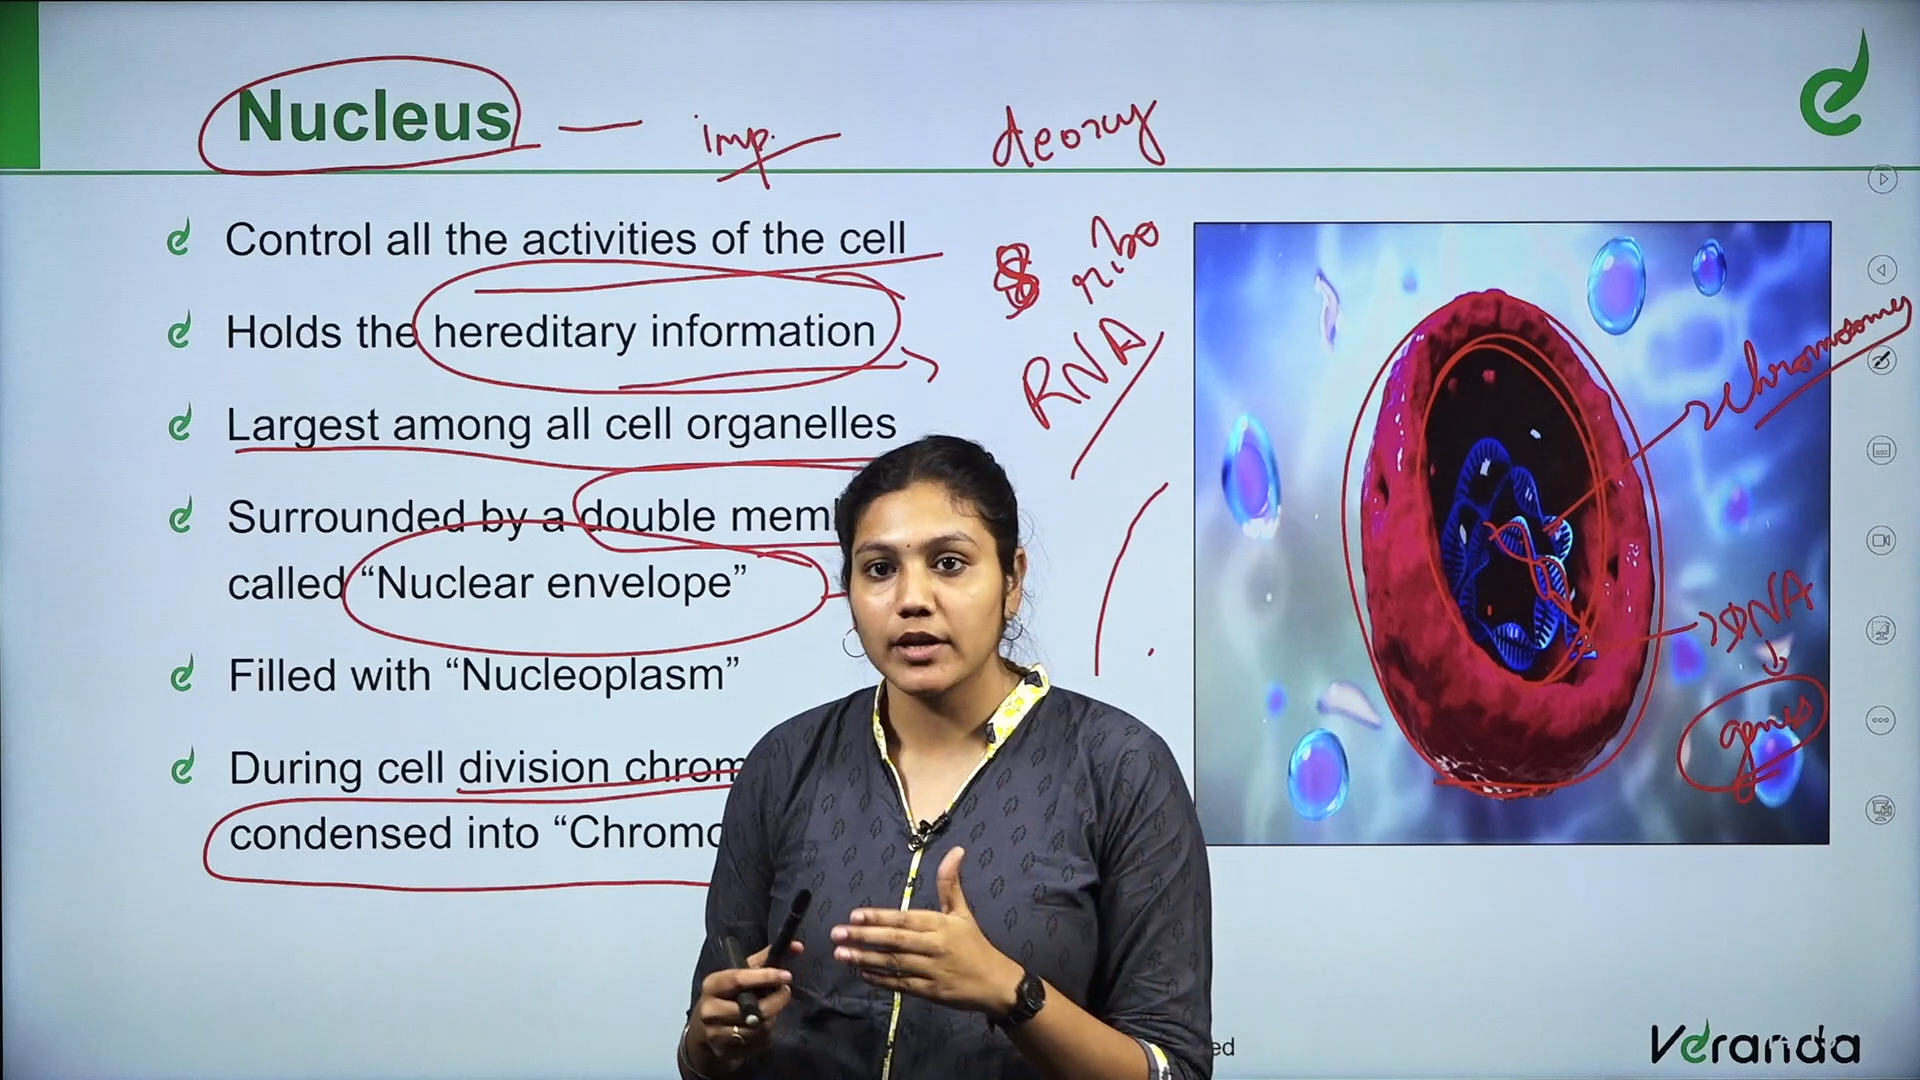 Nucleus
imp.
deoxy
Control all the activities of the cell
ribo
Holds the hereditary information
RNA
chromosomes
Largest among all cell organelles
Surrounded by a double mem
called “Nuclear envelope”
DNA
Filled with “Nucleoplasm”
genes
During cell division chrom
condensed into “Chromo
ed
Veranda